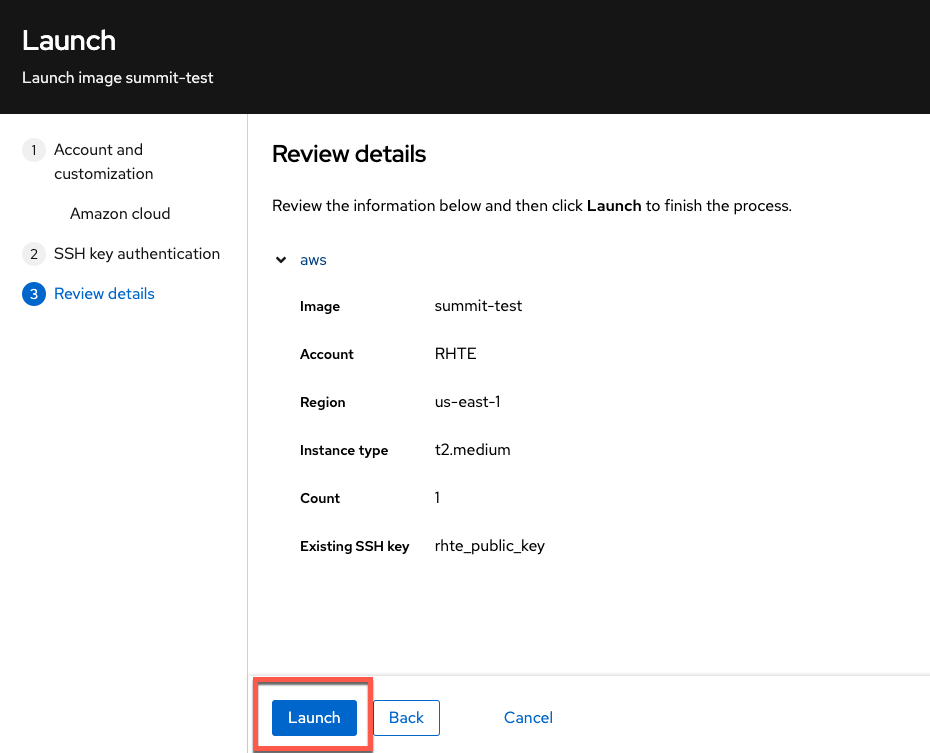 Launch
Launch image summit-test
1 Account and
customization
Amazon cloud
2 SSH key authentication
3 Review details
Review details
Review the information below and then click Launch to finish the process.
aws
Image summit-test
Account RHTE
Region us-east-1
Instance type t2.medium
Count 1
Existing SSH key rhte_public_key
Launch Back Cancel